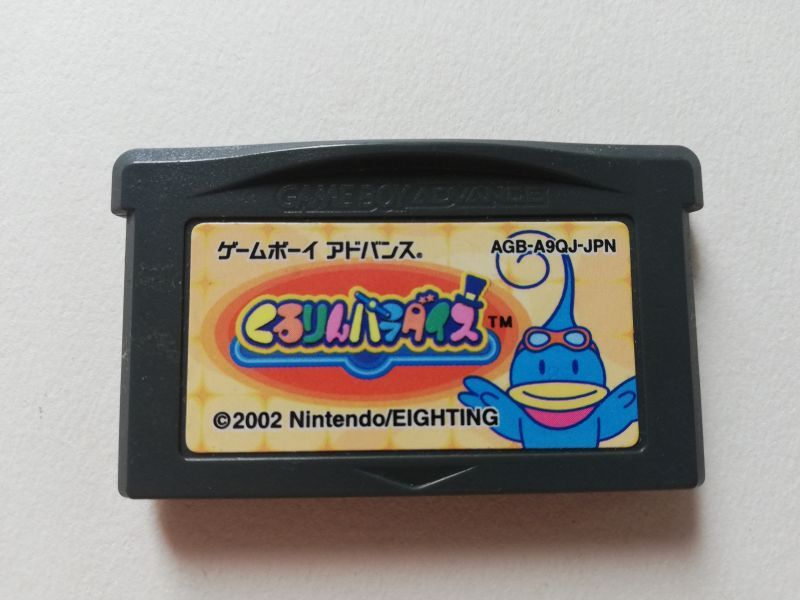 GAME BOY ADVANCE
ゲームボーイ アドバンス®
AGB-A9QJ-JPN
くるりんパラダイス™
©2002 Nintendo/EIGHTING